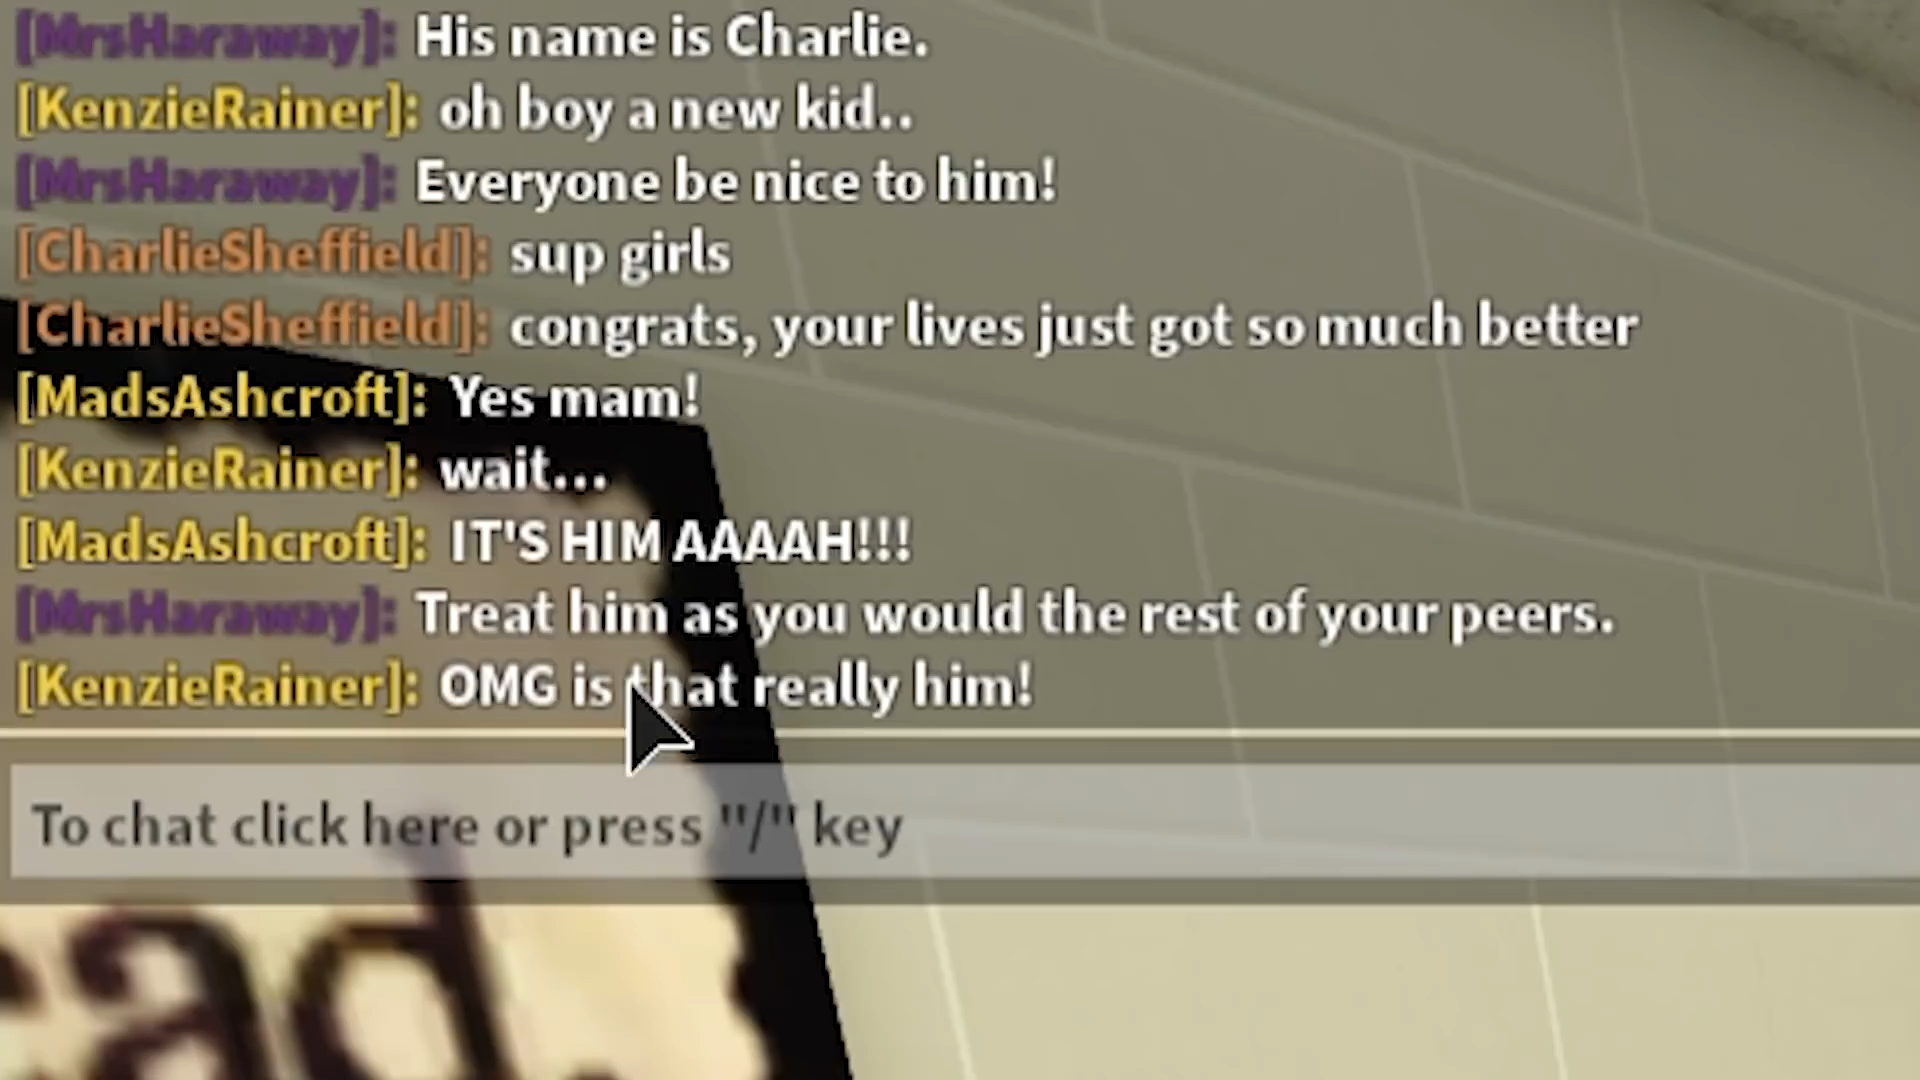 [MrsHaraway]: His name is Charlie.
[KenzieRainer]: oh boy a new kid..
[MrsHaraway]: Everyone be nice to him!
[CharlieSheffield]: sup girls
[CharlieSheffield]: congrats, your lives just got so much better
[MadsAshcroft]: Yes mam!
[KenzieRainer]: wait...
[MadsAshcroft]: IT'S HIM AAAAH!!!
[MrsHaraway]: Treat him as you would the rest of your peers.
[KenzieRainer]: OMG is that really him!
To chat click here or press "/" key